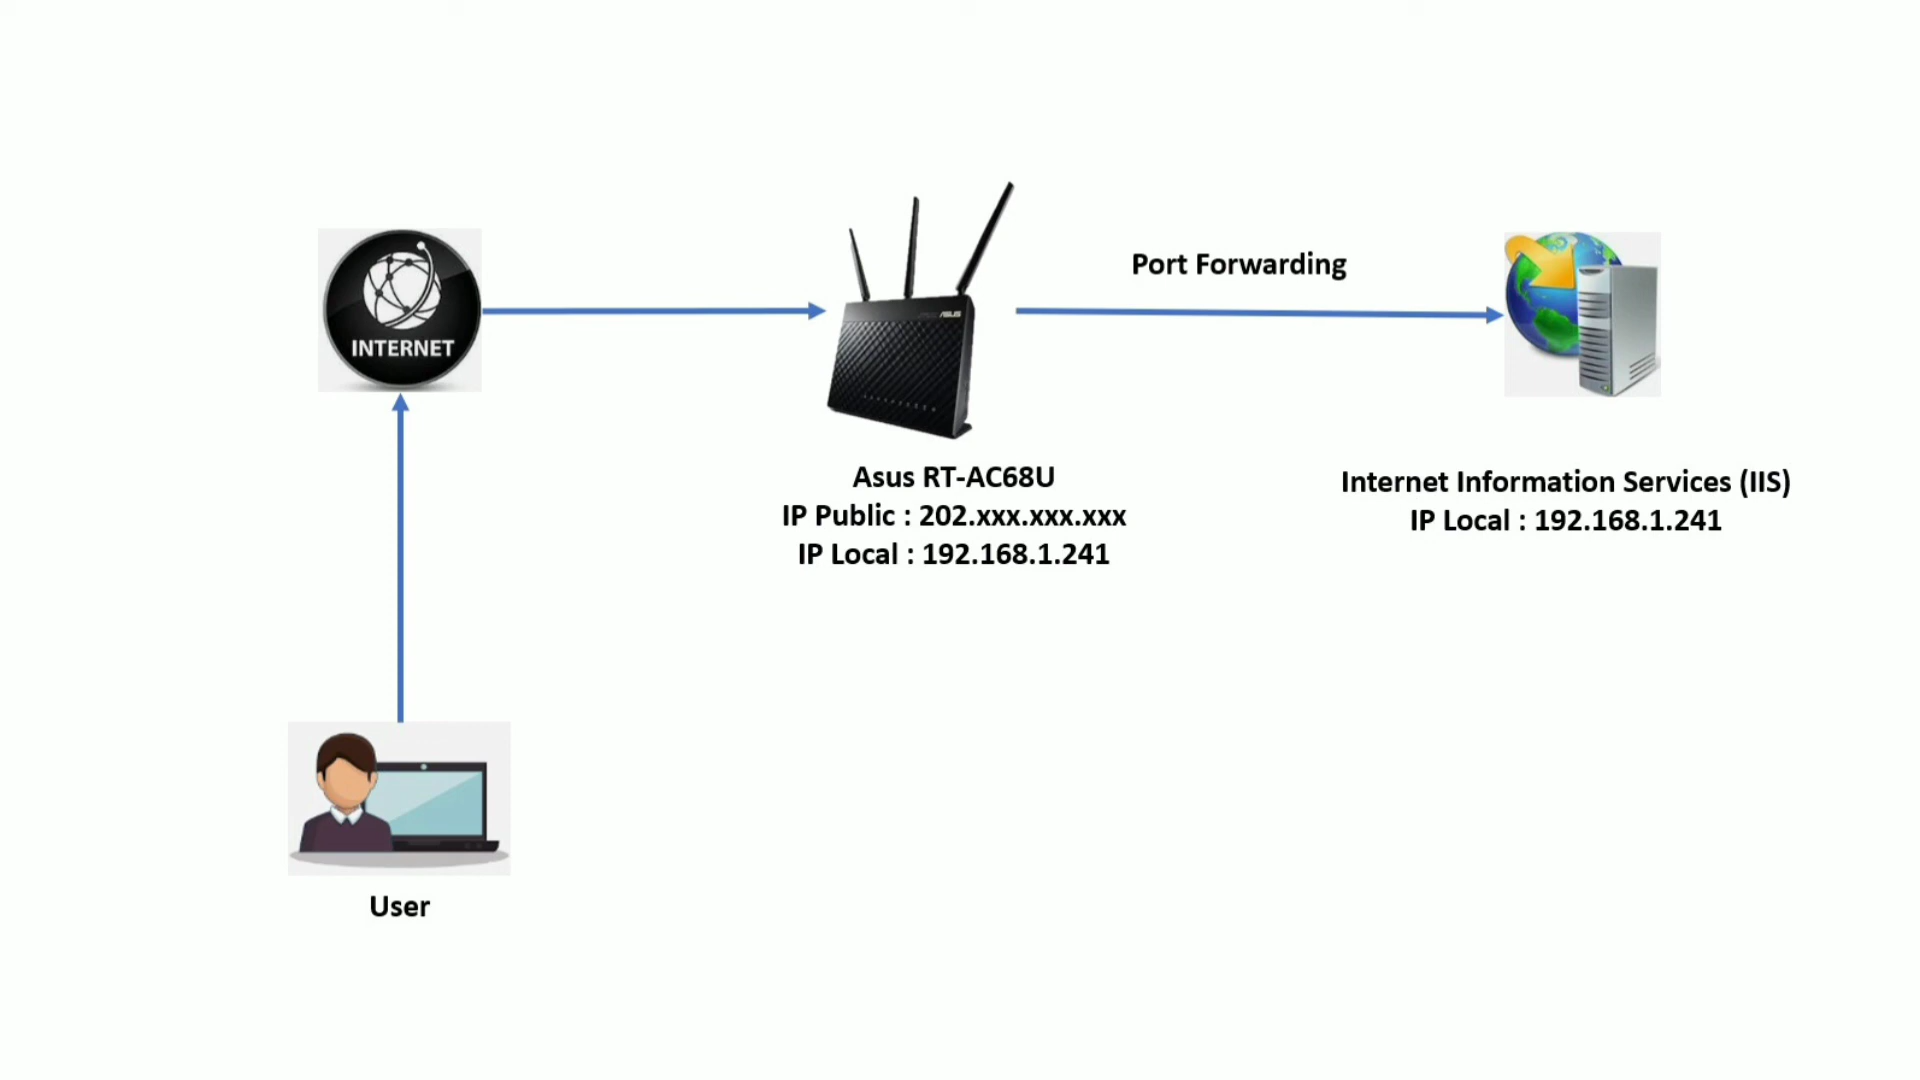 INTERNET
ASUS
Port Forwarding
Asus RT-AC68U
IP Public : 202.xxx.xxx.xxx
IP Local : 192.168.1.241
Internet Information Services (IIS)
IP Local : 192.168.1.241
User